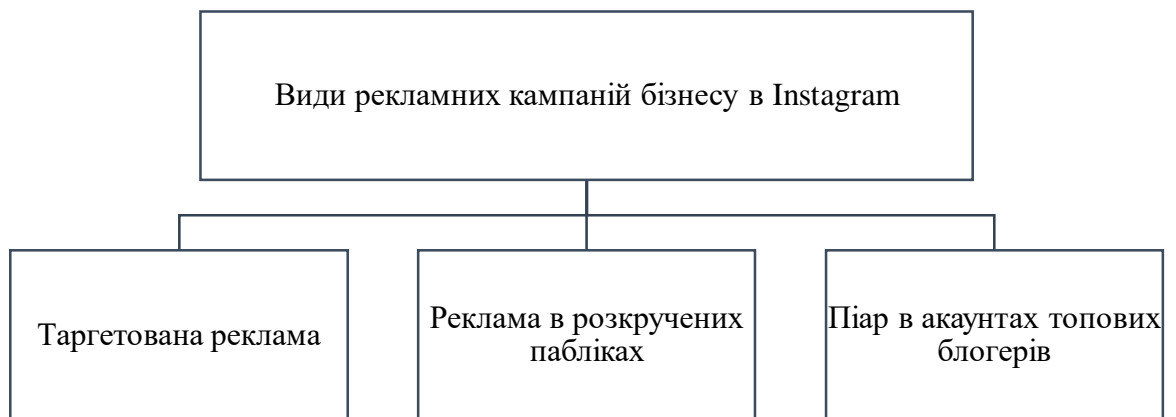 Види рекламних кампаній бізнесу в Instagram
Таргетована реклама
Реклама в розкручених
пабліках
Піар в акаунтах топових
блогерів